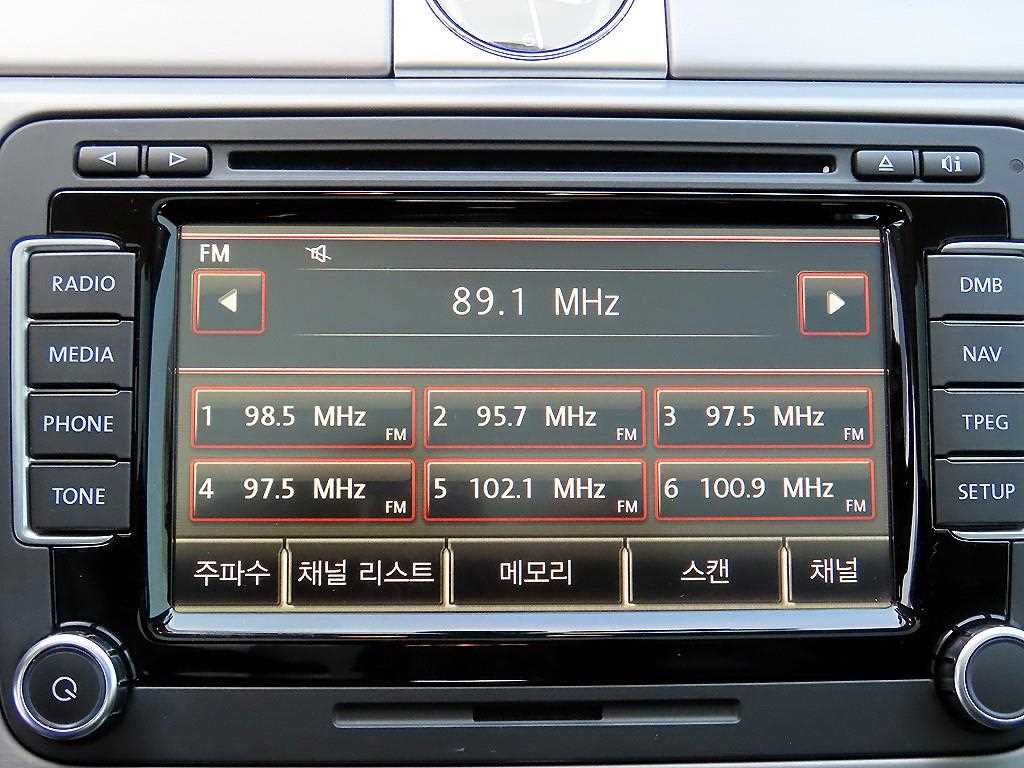 FM
89.1 MHz
1 98.5 MHz FM
2 95.7 MHz FM
3 97.5 MHz FM
4 97.5 MHz FM
5 102.1 MHz FM
6 100.9 MHz FM
주파수
채널 리스트
메모리
스캔
채널
RADIO
MEDIA
PHONE
TONE
DMB
NAV
TPEG
SETUP